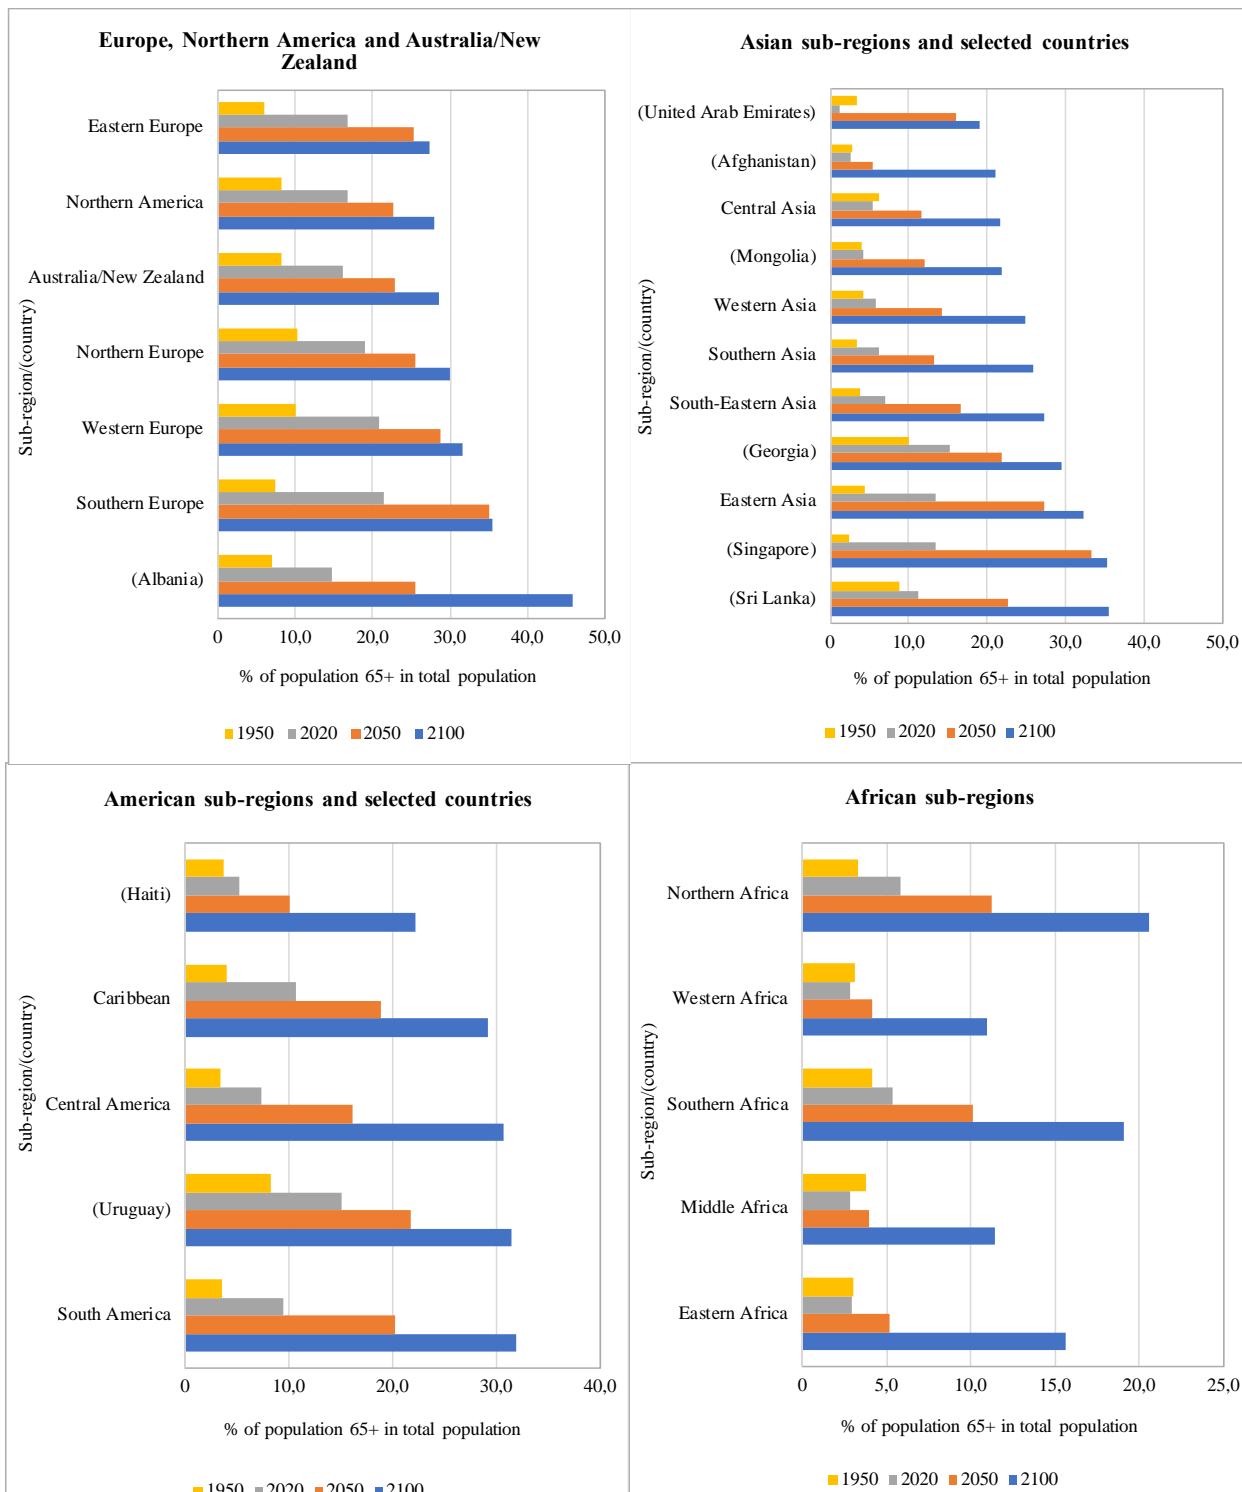 Europe, Northern America and Australia/New
Zealand
Sub-region/(country)
Eastern Europe
Northern America
Australia/New Zealand
Northern Europe
Western Europe
Southern Europe
(Albania)
0 10,0 20,0 30,0 40,0 50,0
% of population 65+ in total population
1950 2020 2050 2100
Asian sub-regions and selected countries
Sub-region/(country)
(United Arab Emirates)
(Afghanistan)
Central Asia
(Mongolia)
Western Asia
Southern Asia
South-Eastern Asia
(Georgia)
Eastern Asia
(Singapore)
(Sri Lanka)
0 10,0 20,0 30,0 40,0 50,0
% of population 65+ in total population
1950 2020 2050 2100
American sub-regions and selected countries
Sub-region/(country)
(Haiti)
Caribbean
Central America
(Uruguay)
South America
0 10,0 20,0 30,0 40,0
% of population 65+ in total population
1950 2020 2050 2100
African sub-regions
Sub-region/(country)
Northern Africa
Western Africa
Southern Africa
Middle Africa
Eastern Africa
0 5,0 10,0 15,0 20,0 25,0
% of population 65+ in total population
1950 2020 2050 2100